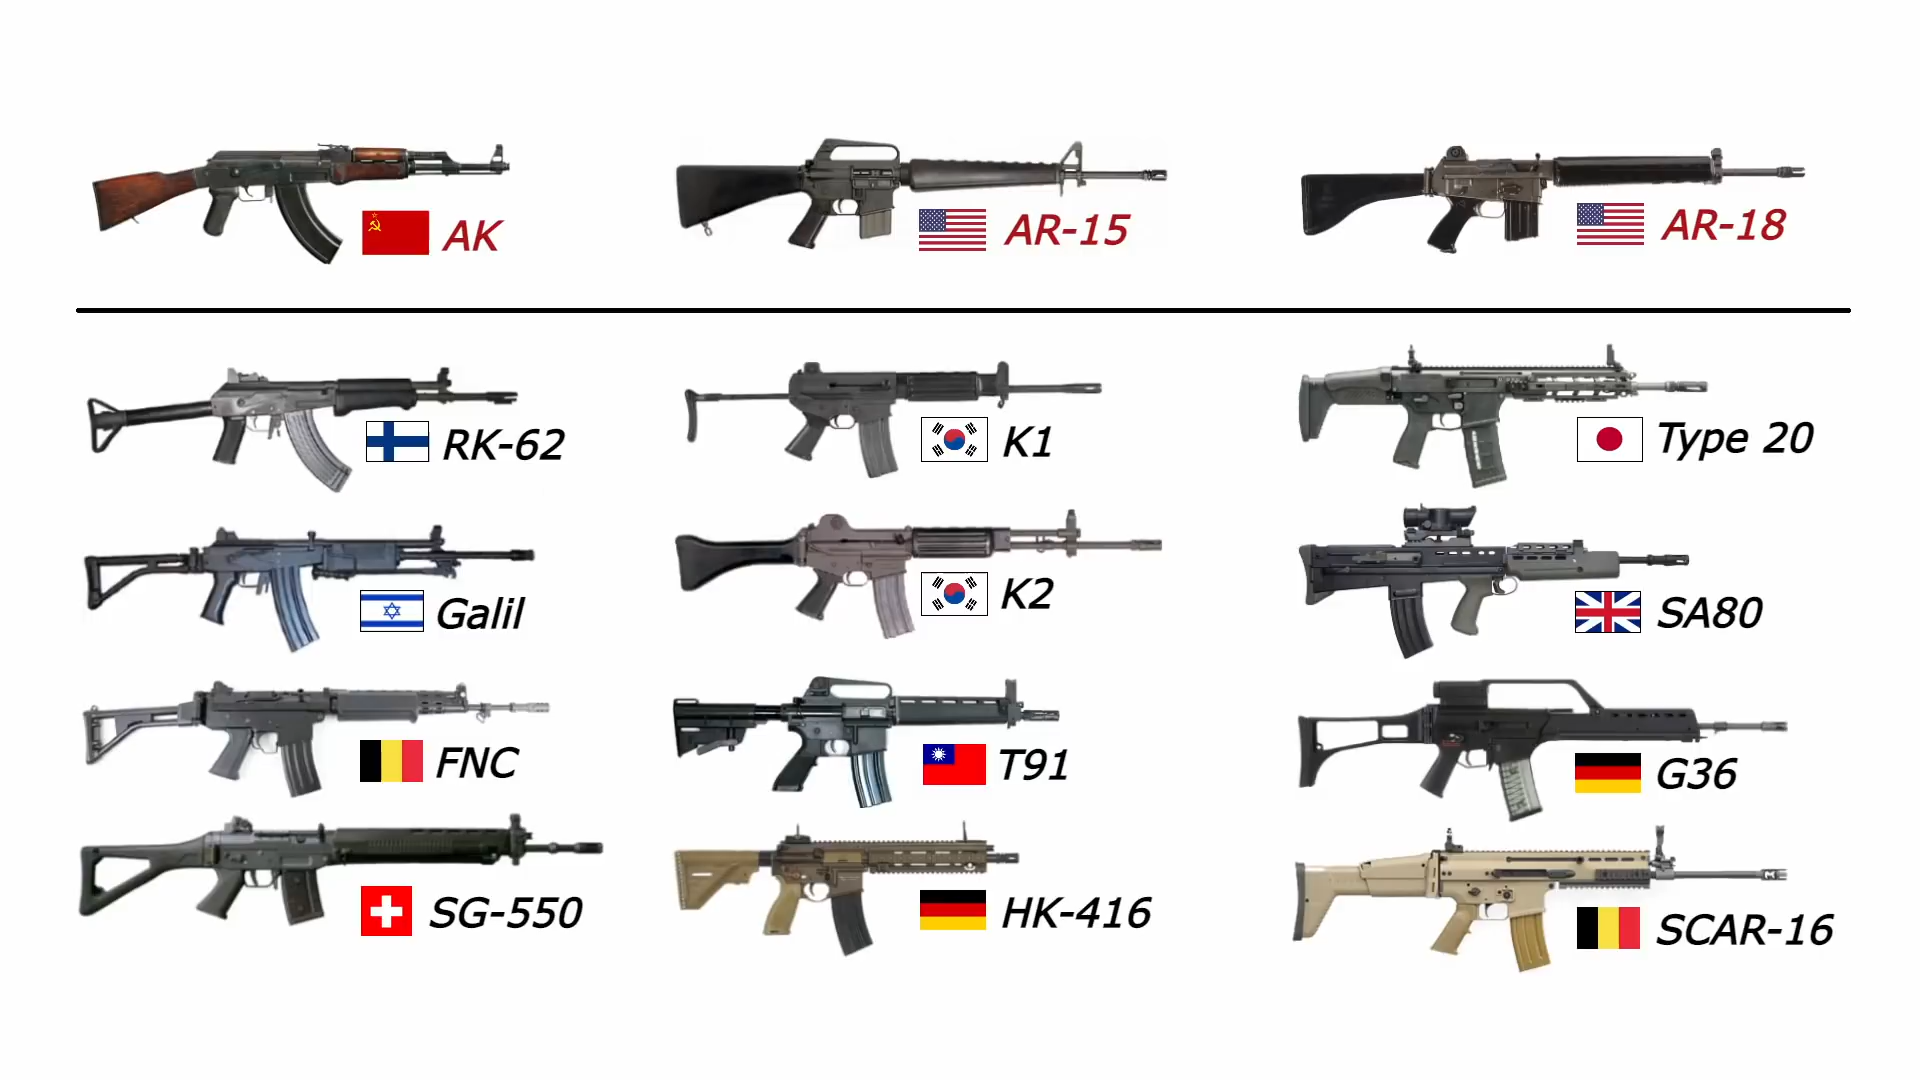 AK
AR-15
AR-18
RK-62
K1
Type 20
Galil
K2
SA80
FNC
T91
G36
SG-550
HK-416
SCAR-16